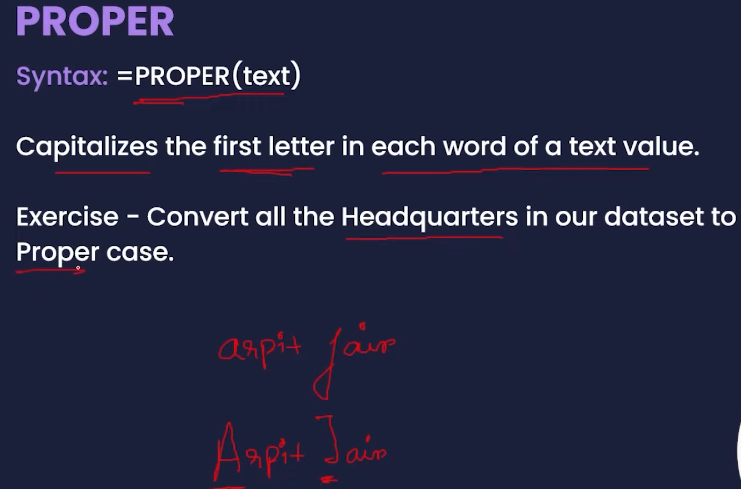 PROPER
Syntax: =PROPER(text)
Capitalizes the first letter in each word of a text value.
Exercise - Convert all the Headquarters in our dataset to
Proper case.
arpit jain
Arpit Jain